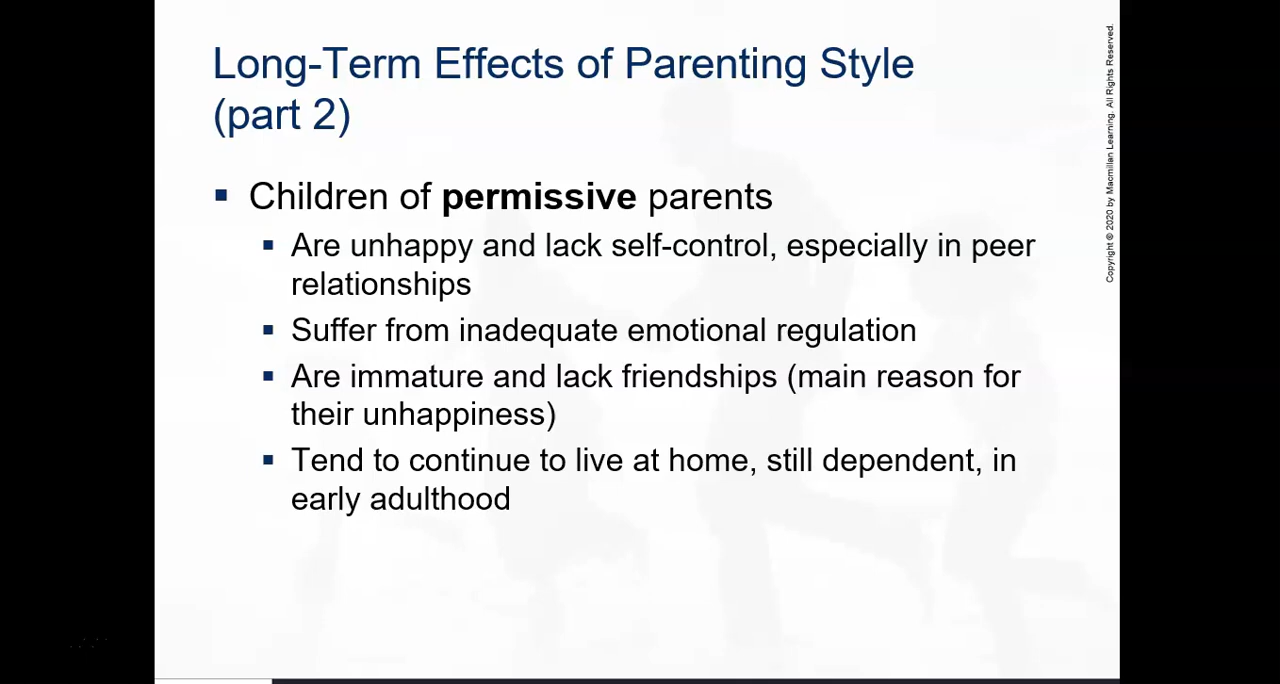 Long-Term Effects of Parenting Style
(part 2)
▪ Children of permissive parents
▪ Are unhappy and lack self-control, especially in peer
relationships
▪ Suffer from inadequate emotional regulation
▪ Are immature and lack friendships (main reason for
their unhappiness)
▪ Tend to continue to live at home, still dependent, in
early adulthood
Copyright © 2020 by Macmillan Learning. All Rights Reserved.